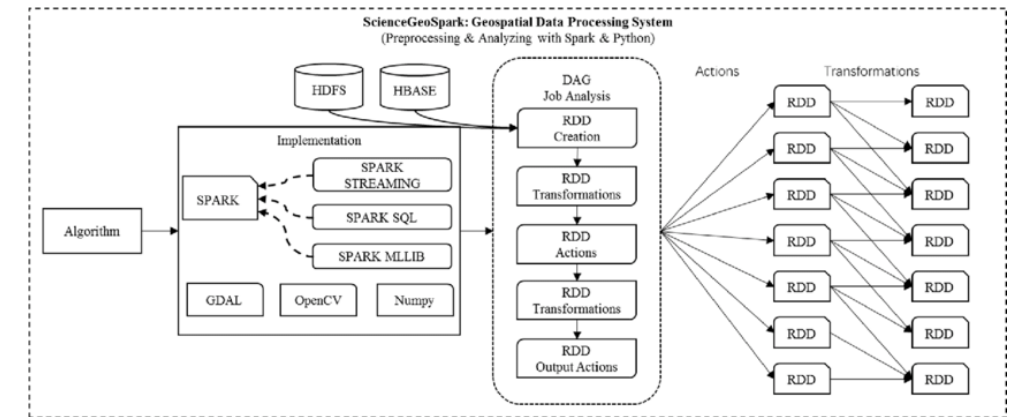 ScienceGeoSpark: Geospatial Data Processing System
(Preprocessing & Analyzing with Spark & Python)
HDFS
HBASE
DAG
Job Analysis
Actions
Transformations
Implementation
SPARK
SPARK
STREAMING
SPARK SQL
SPARK MLLIB
GDAL
OpenCV
Numpy
Algorithm
RDD
Creation
RDD
Transformations
RDD
Actions
RDD
Transformations
RDD
Output Actions
RDD
RDD
RDD
RDD
RDD
RDD
RDD
RDD
RDD
RDD
RDD
RDD
RDD
RDD